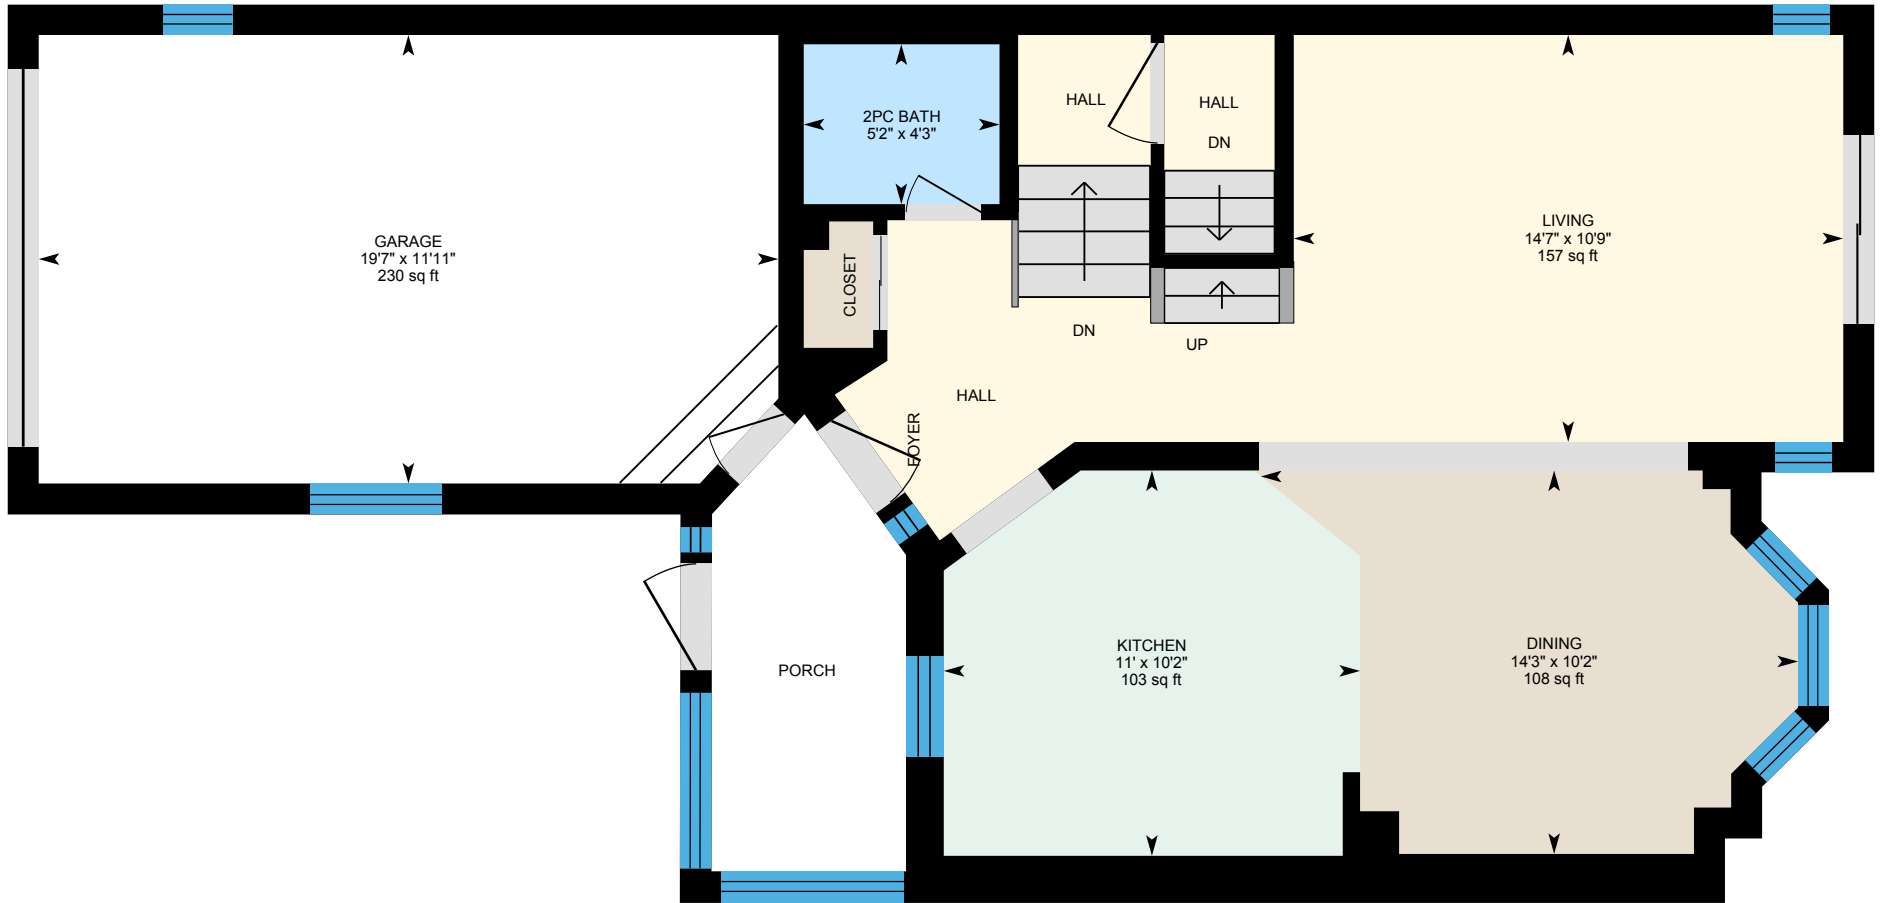 2PC BATH
5'2" x 4'3"
HALL
HALL
DN
GARAGE
19'7" x 11'11"
230 sq ft
CLOSET
LIVING
14'7" x 10'9"
157 sq ft
DN
UP
HALL
FOYER
PORCH
KITCHEN
11' x 10'2"
103 sq ft
DINING
14'3" x 10'2"
108 sq ft